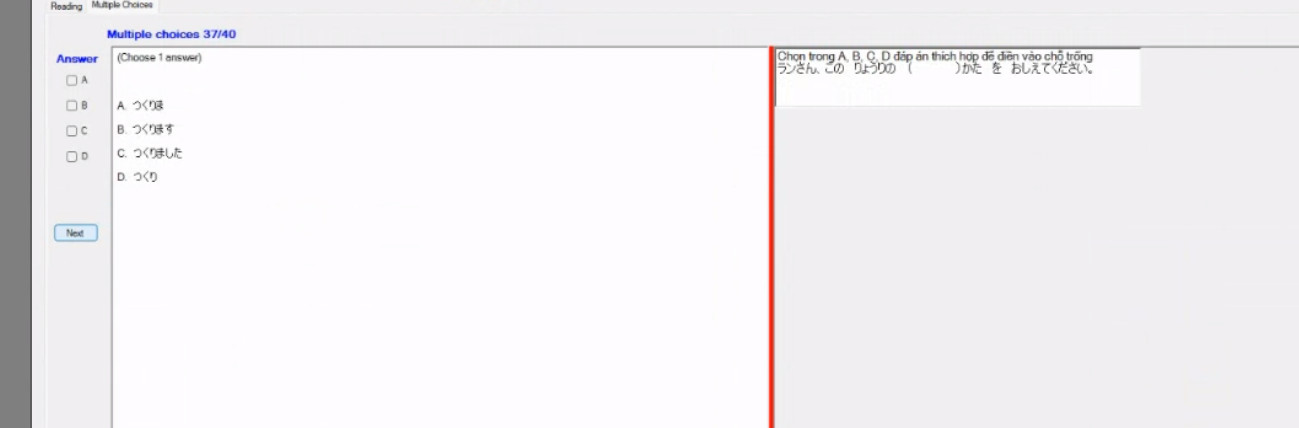 Reading Multiple Choices
Multiple choices 37/40
Answer
(Choose 1 answer)
A
B
C
D
A. つくりま
B. つくります
C. つくりました
D. つくり
Next
Chọn trong A, B, C, D đáp án thích hợp để điền vào chỗ trống
ランさん、この りょうりの ( )かた を おしえてください。